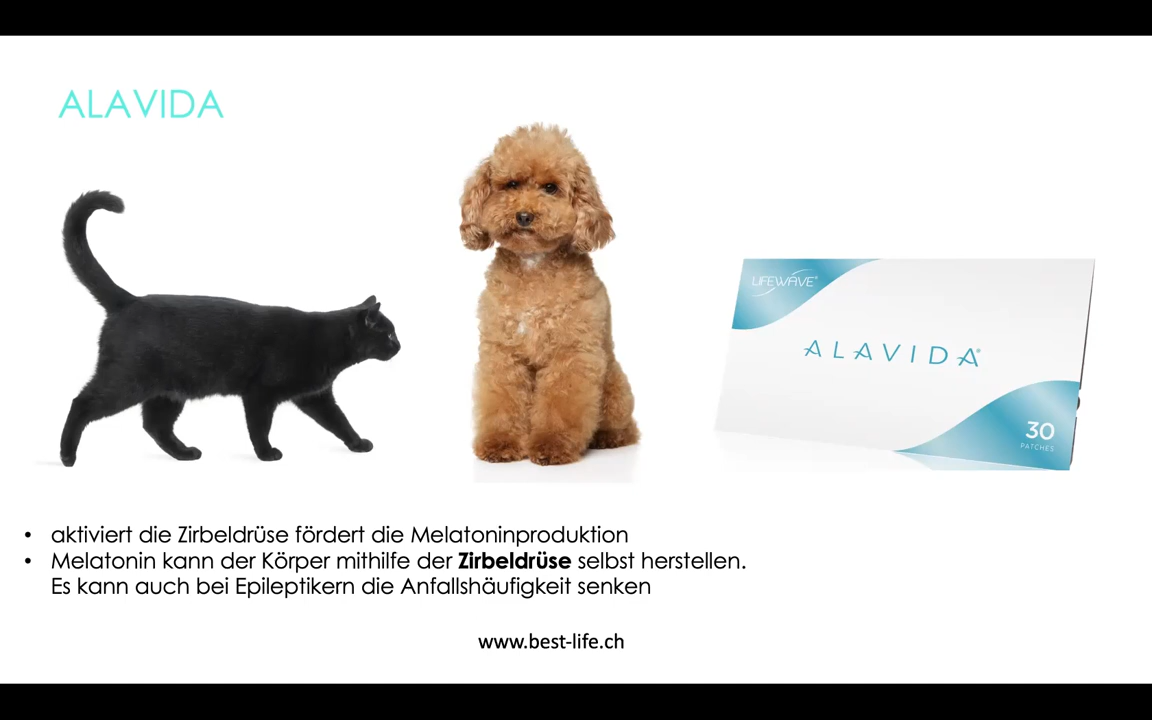 ALAVIDA
LIFEWAVE®
ALAVIDA®
30
PATCHES
• aktiviert die Zirbeldrüse fördert die Melatoninproduktion
• Melatonin kann der Körper mithilfe der Zirbeldrüse selbst herstellen.
Es kann auch bei Epileptikern die Anfallshäufigkeit senken
www.best-life.ch